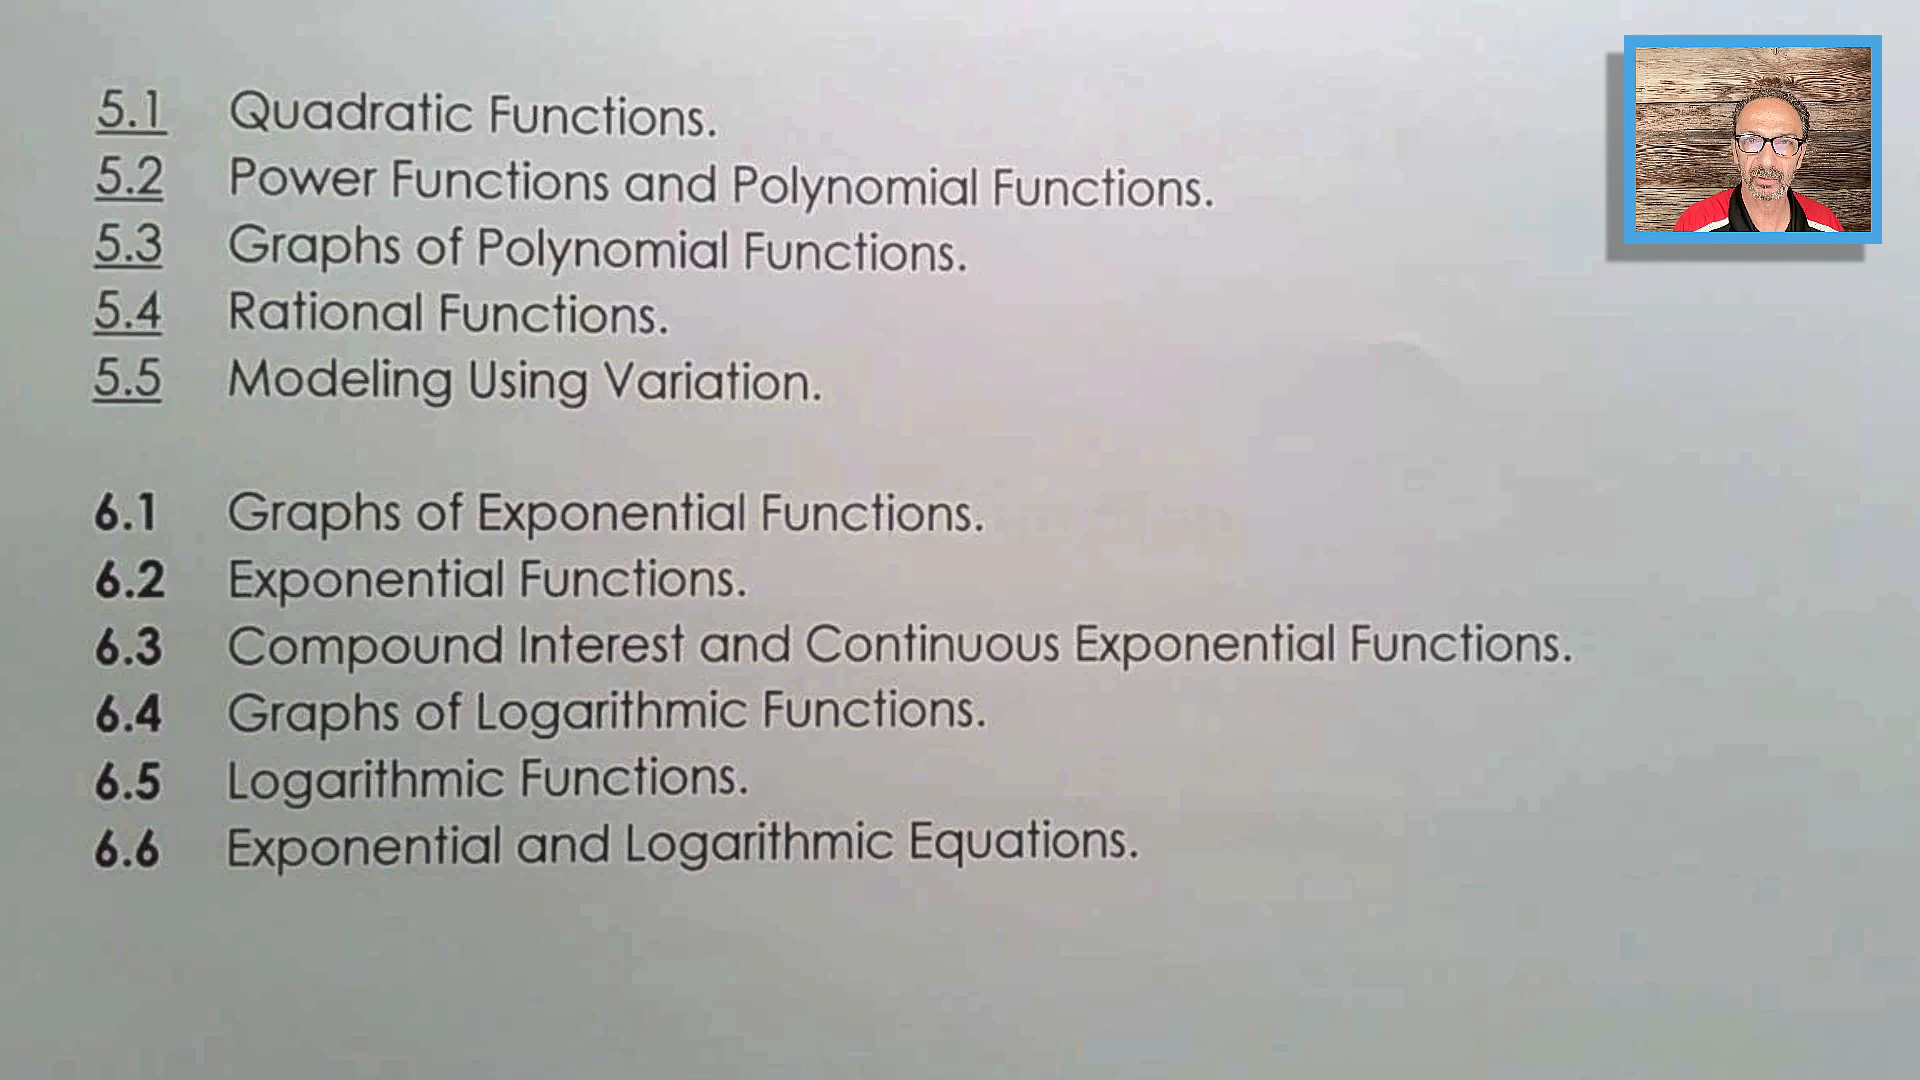 5.1 Quadratic Functions.
5.2 Power Functions and Polynomial Functions.
5.3 Graphs of Polynomial Functions.
5.4 Rational Functions.
5.5 Modeling Using Variation.
6.1 Graphs of Exponential Functions.
6.2 Exponential Functions.
6.3 Compound Interest and Continuous Exponential Functions.
6.4 Graphs of Logarithmic Functions.
6.5 Logarithmic Functions.
6.6 Exponential and Logarithmic Equations.